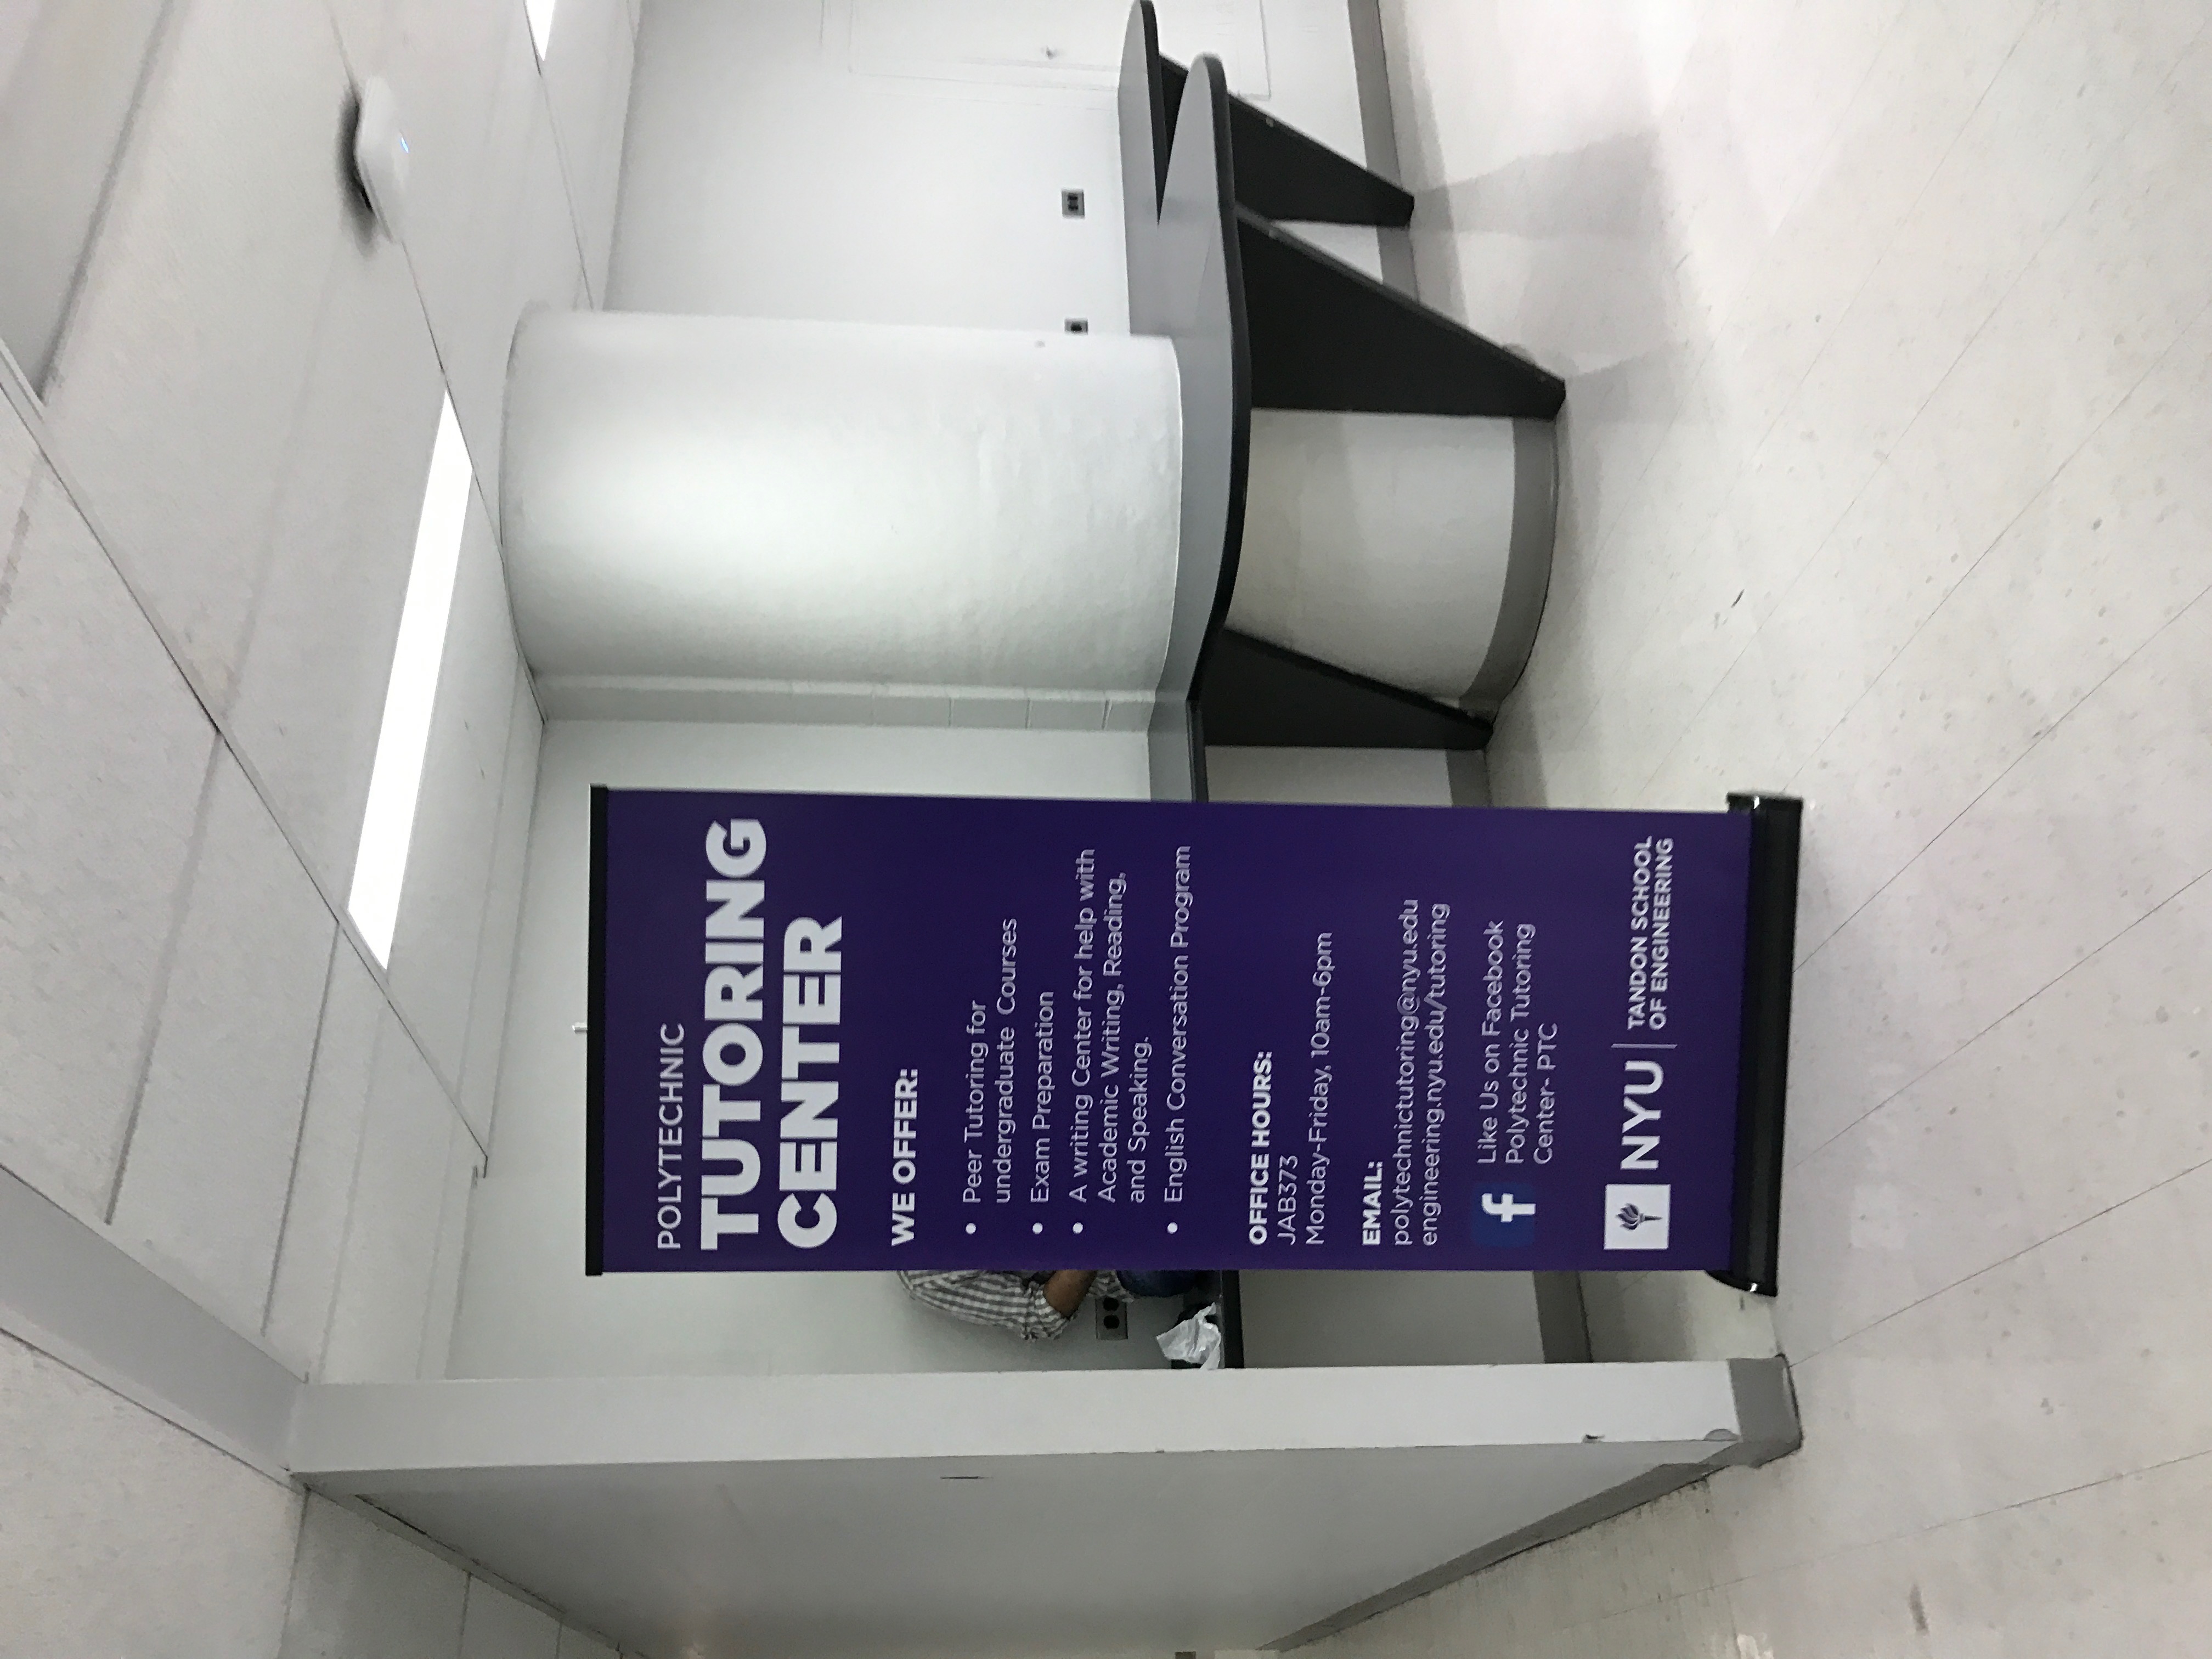 POLYTECHNIC
TUTORING
CENTER
WE OFFER:
• Peer Tutoring for
undergraduate Courses
• Exam Preparation
• A writing Center for help with
Academic Writing, Reading,
and Speaking.
• English Conversation Program
OFFICE HOURS:
JAB373
Monday-Friday, 10am-6pm
EMAIL:
polytechnictutoring@nyu.edu
engineering.nyu.edu/tutoring
f
Like Us on Facebook
Polytechnic Tutoring
Center- PTC
NYU
TANDON SCHOOL
OF ENGINEERING